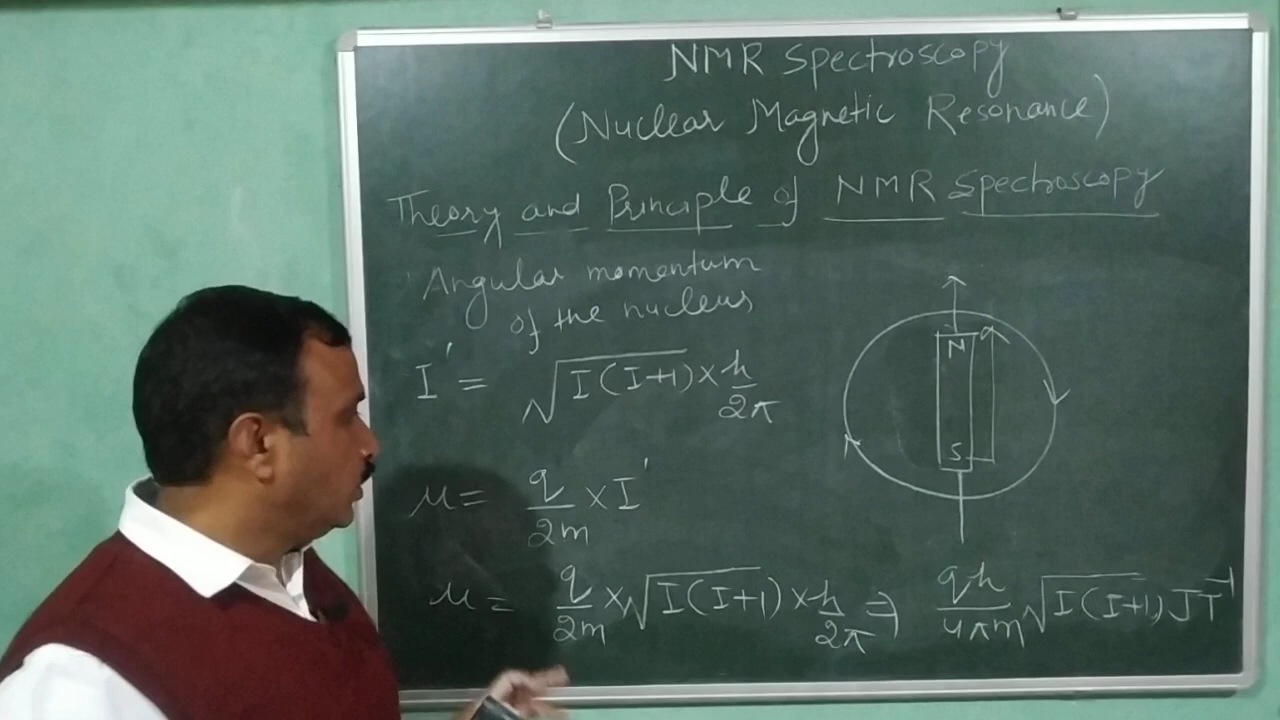 NMR Spectroscopy
(Nuclear Magnetic Resonance)
Theory and Principle of NMR Spectroscopy
Angular momentum
of the nucleus
I' = √I(I+1) × h/2π
μ = q/2m × I'
μ = q/2m × √I(I+1) × h/2π ⇒ qh/4πm √I(I+1) JT⁻¹
N
S